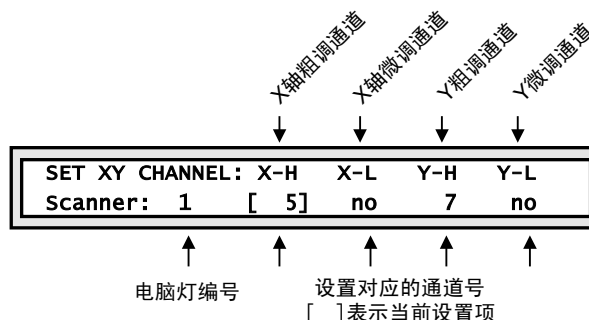 X轴粗调通道
X轴微调通道
Y粗调通道
Y微调通道
SET XY CHANNEL: X-H X-L Y-H Y-L
Scanner: 1 [ 5] no 7 no
电脑灯编号
设置对应的通道号
[ ]表示当前设置项